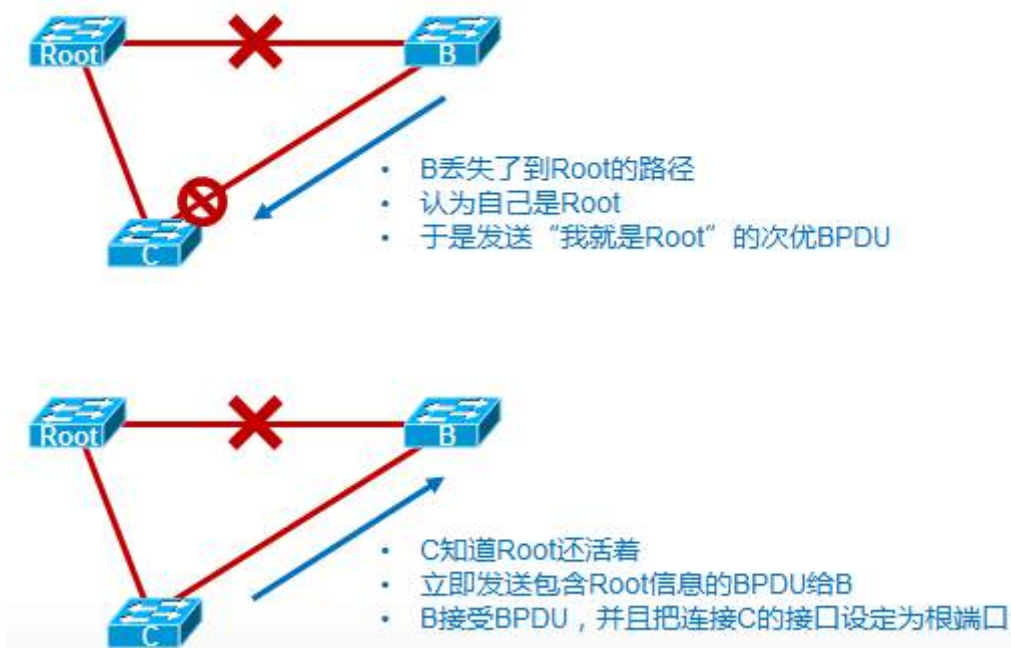 Root
B
• B丢失了到Root的路径
• 认为自己是Root
• 于是发送“我就是Root”的次优BPDU
C
Root
B
• C知道Root还活着
• 立即发送包含Root信息的BPDU给B
• B接受BPDU，并且把连接C的接口设定为根端口
C